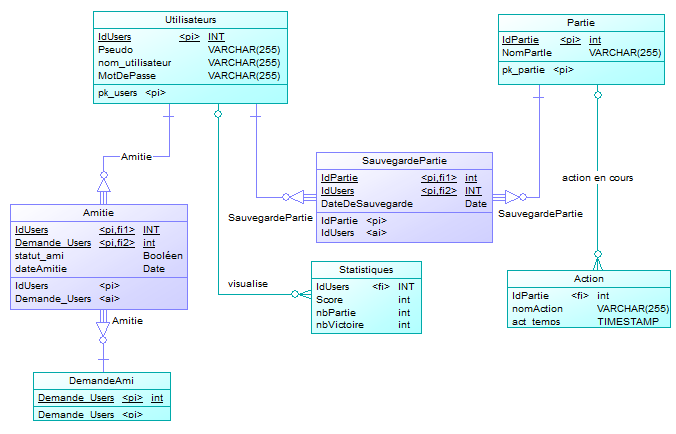 Utilisateurs
IdUsers <pi> INT
Pseudo VARCHAR(255)
nom_utilisateur VARCHAR(255)
MotDePasse VARCHAR(255)
pk_users <pi>
Partie
IdPartie <pi> int
NomPartIe VARCHAR(255)
pk_partie <pi>
Amitie
SauvegardePartie
IdPartie <pi,fi1> int
IdUsers <pi,fi2> INT
DateDeSauvegarde Date
IdPartie <pi>
IdUsers <ai>
action en cours
SauvegardePartie
SauvegardePartie
Amitie
IdUsers <pi,fi1> INT
Demande_Users <pi,fi2> int
statut_ami Booléen
dateAmitie Date
IdUsers <pi>
Demande_Users <ai>
visualise
Statistiques
IdUsers <fi> INT
Score int
nbPartie int
nbVictoire int
Action
IdPartie <fi> int
nomAction VARCHAR(255)
act_temps TIMESTAMP
Amitie
DemandeAmi
Demande_Users <pi> int
Demande_Users <pi>